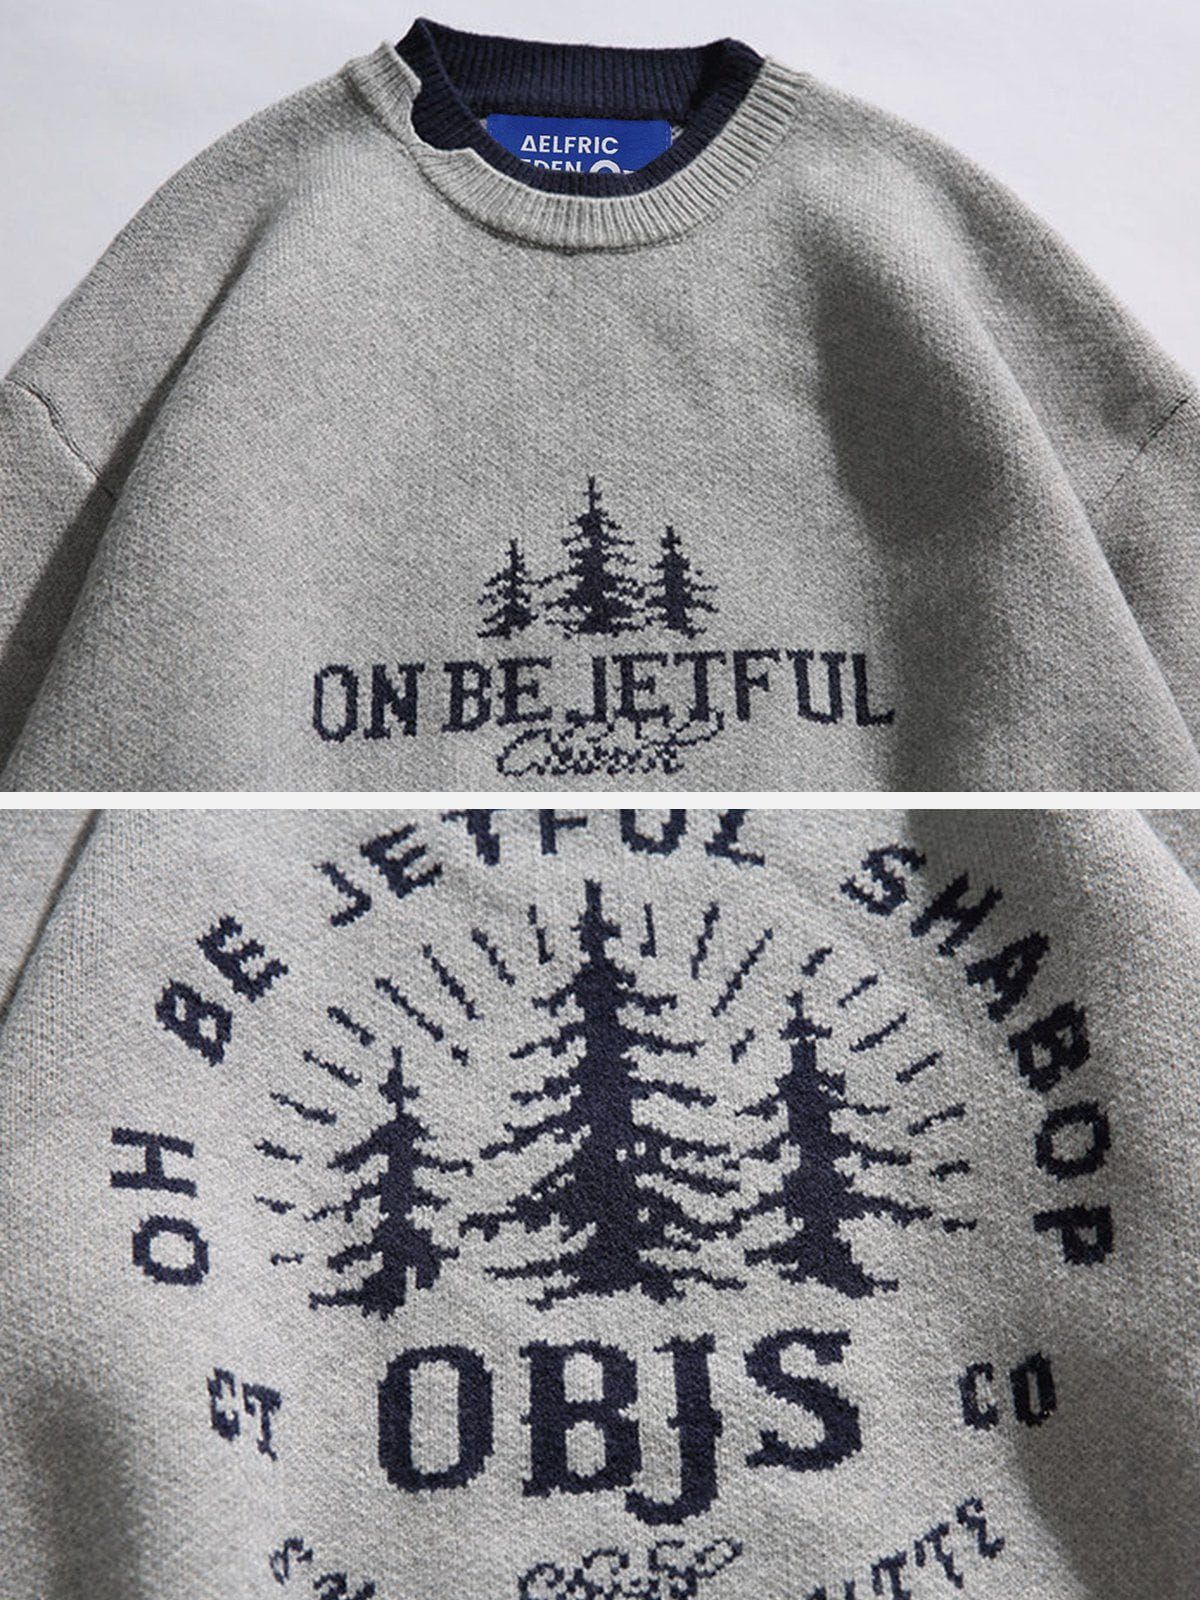 AELFRIC
EDEN
ON BE JETFUL
OH BE JETFUL SHABOP
CT OBJS CO